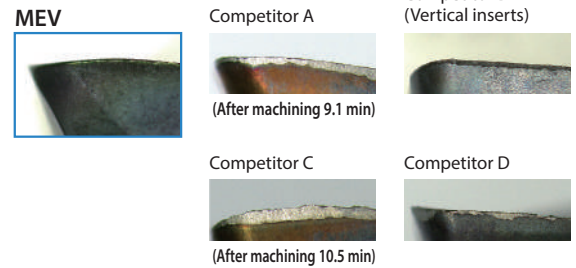 MEV
Competitor A
(Vertical inserts)
(After machining 9.1 min)
Competitor C
Competitor D
(After machining 10.5 min)